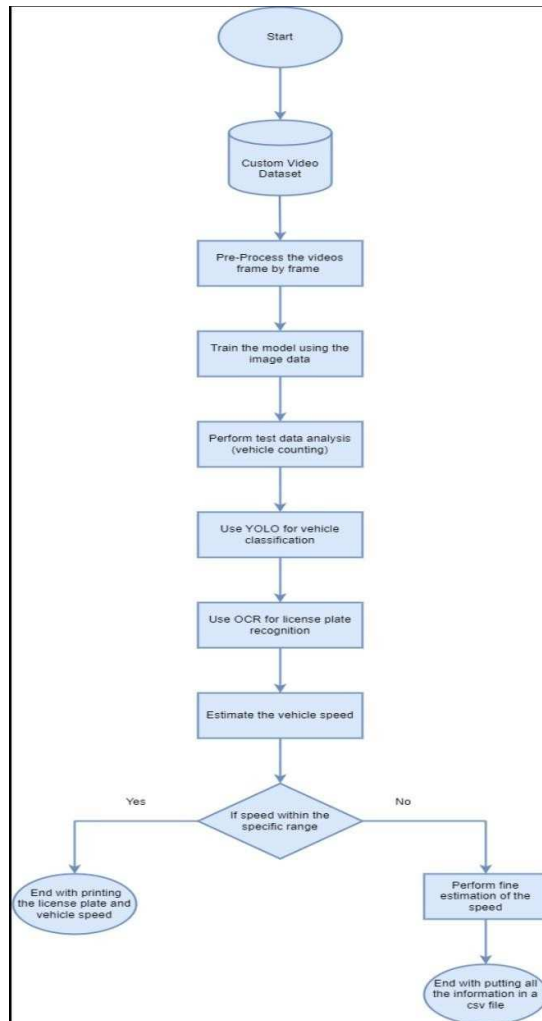 Start
Custom Video
Dataset
Pre-Process the videos
frame by frame
Train the model using the
image data
Perform test data analysis
(vehicle counting)
Use YOLO for vehicle
classification
Use OCR for license plate
recognition
Estimate the vehicle speed
If speed within the
specific range
Yes
No
End with printing
the license plate and
vehicle speed
Perform fine
estimation of the
speed
End with putting all
the information in a
csv file